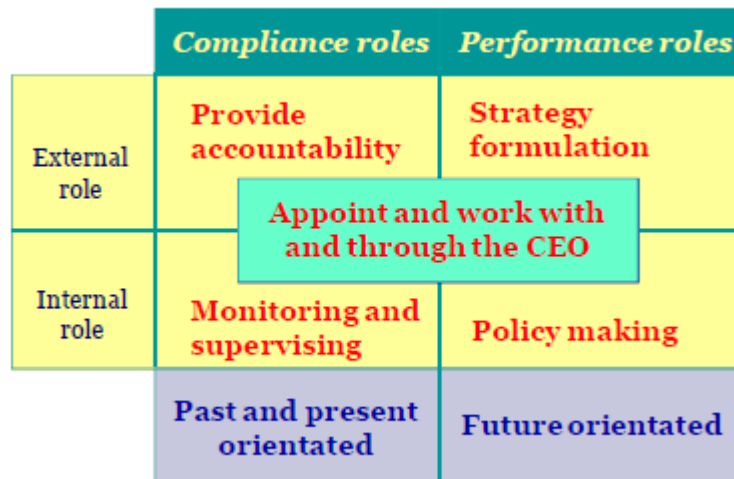 Compliance roles
Performance roles
External
role
Provide
accountability
Strategy
formulation
Appoint and work with
and through the CEO
Internal
role
Monitoring and
supervising
Policy making
Past and present
orientated
Future orientated